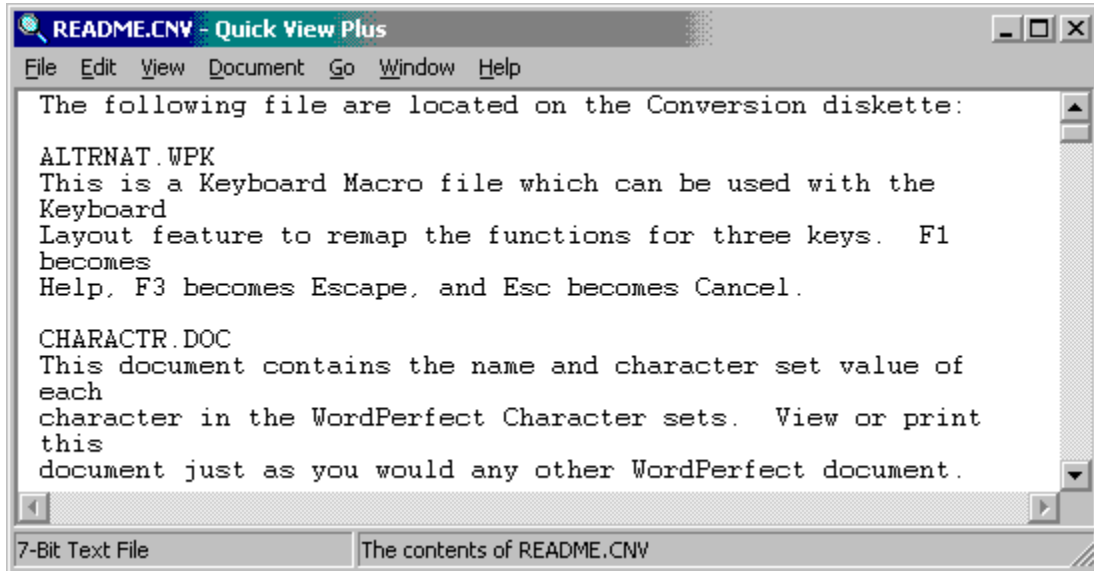 README.CNV - Quick View Plus
File Edit View Document Go Window Help
The following file are located on the Conversion diskette:
ALTRNAT.WPK
This is a Keyboard Macro file which can be used with the
Keyboard
Layout feature to remap the functions for three keys.  F1
becomes
Help, F3 becomes Escape, and Esc becomes Cancel.
CHARACTR.DOC
This document contains the name and character set value of
each
character in the WordPerfect Character sets.  View or print
this
document just as you would any other WordPerfect document.
7-Bit Text File
The contents of README.CNV